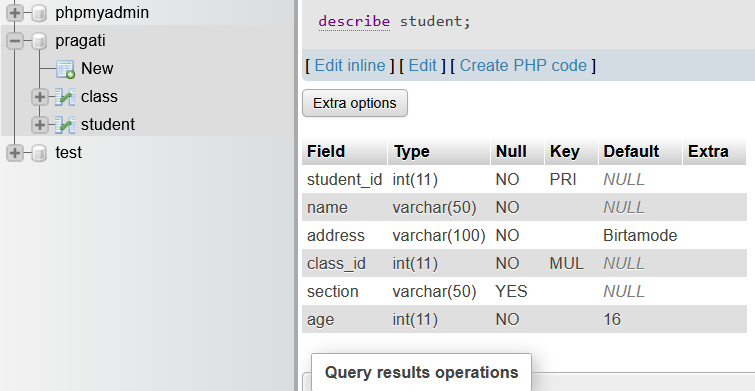 phpmyadmin
pragati
New
class
student
test
describe student;
[ Edit inline ] [ Edit ] [ Create PHP code ]
Extra options
Field Type Null Key Default Extra
student_id int(11) NO PRI NULL
name varchar(50) NO NULL
address varchar(100) NO Birtamode
class_id int(11) NO MUL NULL
section varchar(50) YES NULL
age int(11) NO 16
Query results operations